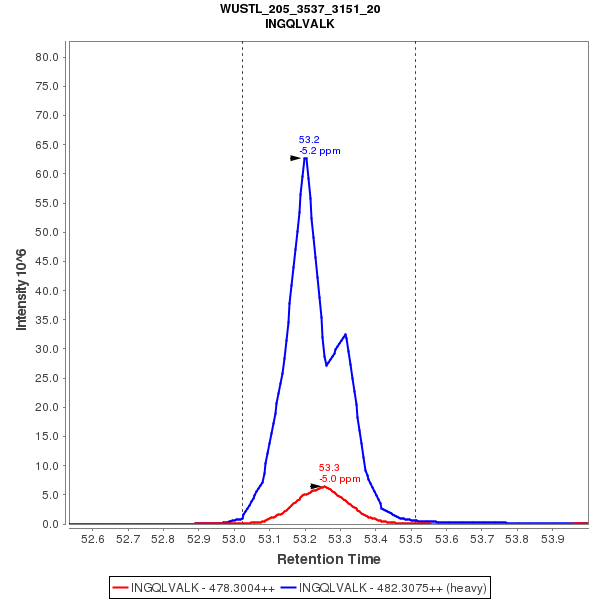 WUSTL_205_3537_3151_20
INGQLVALK
Intensity 10^6
80.0
75.0
70.0
65.0
60.0
55.0
50.0
45.0
40.0
35.0
30.0
25.0
20.0
15.0
10.0
5.0
0.0
53.2
-5.2 ppm
53.3
-5.0 ppm
52.6 52.7 52.8 52.9 53.0 53.1 53.2 53.3 53.4 53.5 53.6 53.7 53.8 53.9
Retention Time
INGQLVALK - 478.3004++ INGQLVALK - 482.3075++ (heavy)